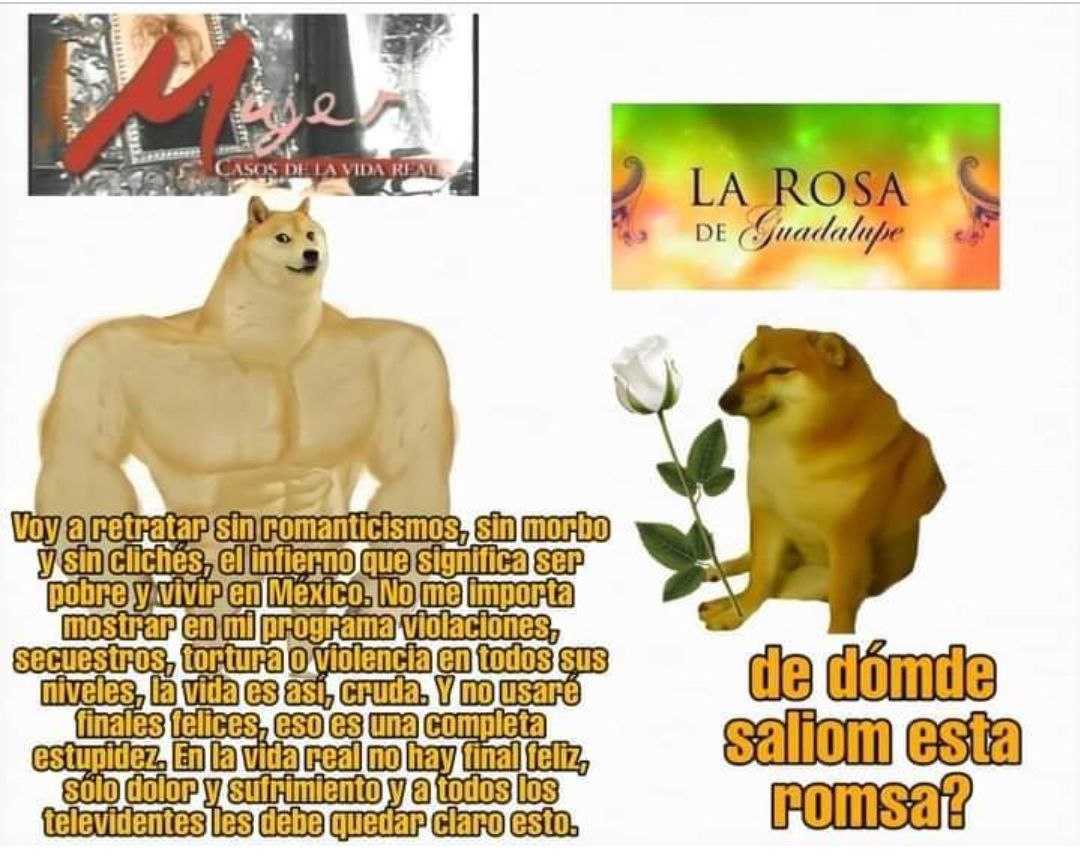 Mujer
CASOS DE LA VIDA REAL
LA ROSA
DE Guadalupe
Voy a retratar sin romanticismos, sin morbo
y sin clichés, el infierno que significa ser
pobre y vivir en México. No me importa
mostrar en mi programa violaciones,
secuestros, tortura o violencia en todos sus
niveles, la vida es así, cruda. Y no usaré
finales felices, eso es una completa
estupidez. En la vida real no hay final feliz,
sólo dolor y sufrimiento y a todos los
televidentes les debe quedar claro esto.
de dómde
saliom esta
romsa?